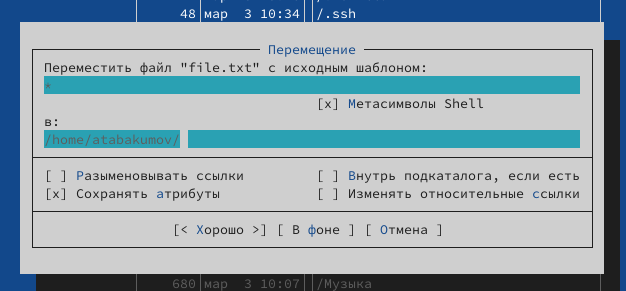 48 мар 3 10:34 /.ssh
Перемещение
Переместить файл "file.txt" с исходным шаблоном:
*
[x] Метасимволы Shell
в:
/home/atabakumov/
[ ] Разыменовывать ссылки [ ] Внутрь подкаталога, если есть
[x] Сохранять атрибуты [ ] Изменять относительные ссылки
[< Хорошо >] [ В фоне ] [ Отмена ]
680 мар 3 10:07 /Музыка